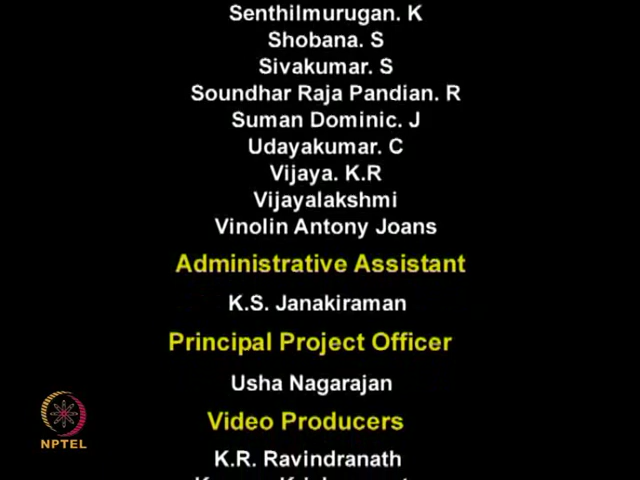 Senthilmurugan. K
Shobana. S
Sivakumar. S
Soundhar Raja Pandian. R
Suman Dominic. J
Udayakumar. C
Vijaya. K.R
Vijayalakshmi
Vinolin Antony Joans
Administrative Assistant
K.S. Janakiraman
Principal Project Officer
Usha Nagarajan
Video Producers
K.R. Ravindranath
NPTEL